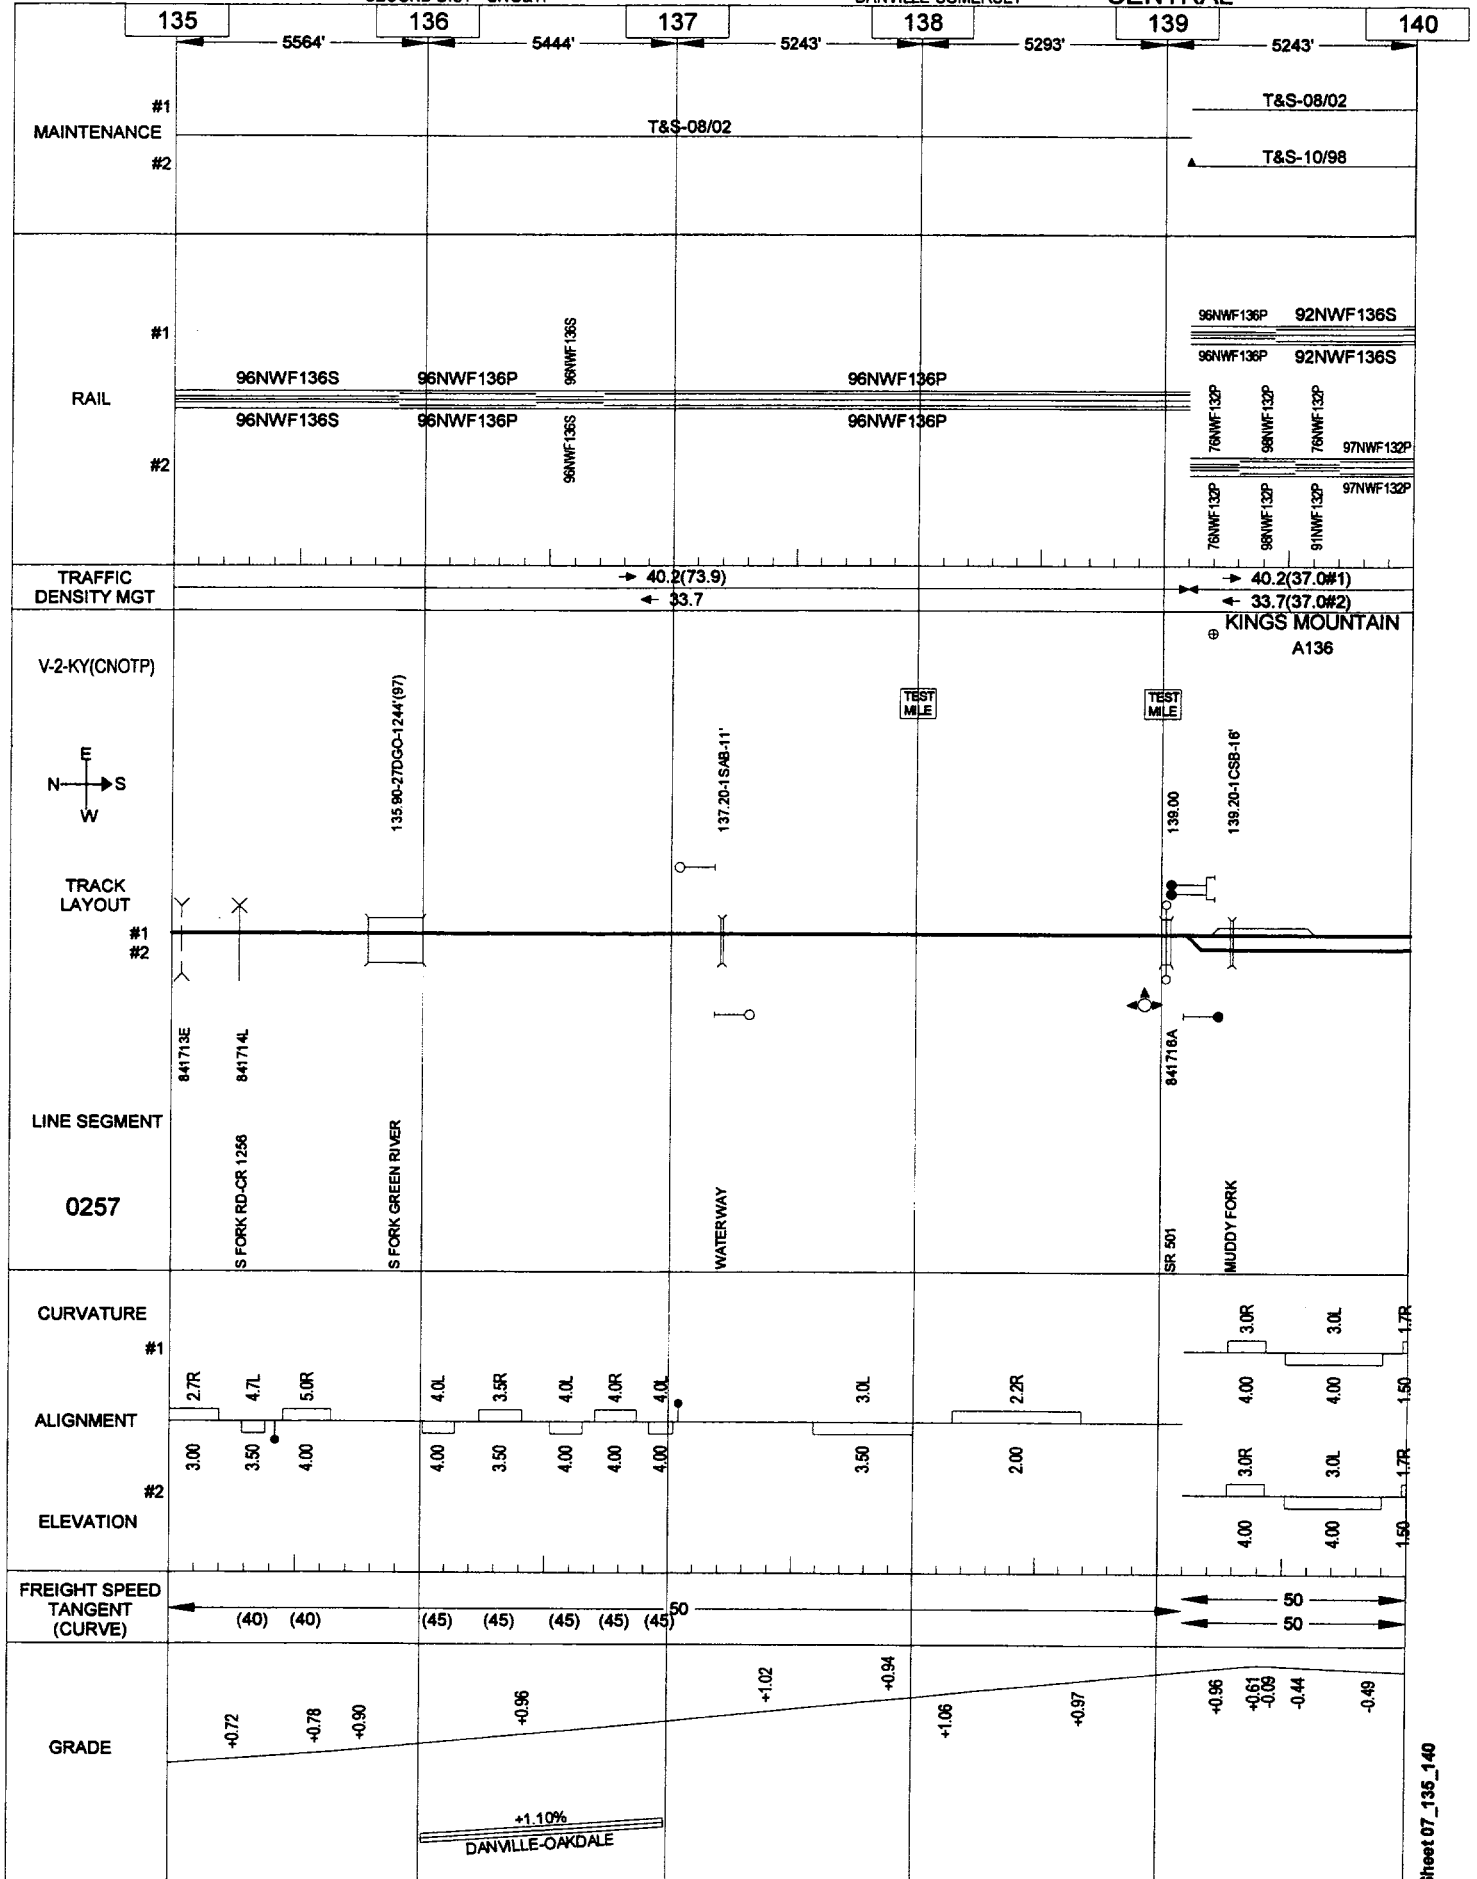 135 136 137 138 139 140
5564' 5444' 5243' 5293' 5243'
#1
MAINTENANCE
#2
T&S-08/02
T&S-08/02
T&S-10/98
#1
RAIL
#2
96NWF136S 96NWF136P 96NWF136S 96NWF136P
96NWF136S 96NWF136P 96NWF136S 96NWF136P
96NWF136P 92NWF136S
96NWF136P 92NWF136S
76NWF132P 98NWF132P 76NWF132P 97NWF132P
76NWF132P 98NWF132P 91NWF132P 97NWF132P
TRAFFIC
DENSITY MGT
40.2(73.9)
33.7
40.2(37.0#1)
33.7(37.0#2)
KINGS MOUNTAIN
A136
V-2-KY(CNOTP)
E
N S
W
135.90-27DGO-1244'(97)
137.20-1SAB-11'
TEST
MILE
TEST
MILE
139.00
139.20-1CSB-16'
TRACK
LAYOUT
#1
#2
841713E
841714L
841716A
LINE SEGMENT
0257
S FORK RD-CR 1256
S FORK GREEN RIVER
WATERWAY
SR 501
MUDDY FORK
CURVATURE
#1
3.0R 3.0L 1.7R
4.00 4.00 1.50
ALIGNMENT
2.7R 4.7L 5.0R 4.0L 3.5R 4.0L 4.0R 4.0L 3.0L 2.2R
3.00 3.50 4.00 4.00 3.50 4.00 4.00 4.00 3.50 2.00
#2
ELEVATION
3.0R 3.0L 1.7R
4.00 4.00 1.50
FREIGHT SPEED
TANGENT
(CURVE)
50
(40) (40) (45) (45) (45) (45) (45)
50
50
GRADE
+0.72 +0.78 +0.90 +0.96 +1.02 +0.94 +1.06 +0.97 +0.96 +0.61 -0.09 -0.44 -0.49
+1.10%
DANVILLE-OAKDALE
07_135_140